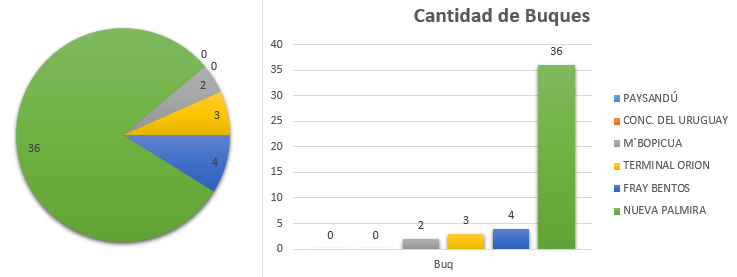 0
0
2
3
4
36
Cantidad de Buques
40
35
30
25
20
15
10
5
0
0
0
2
3
4
36
Buq
PAYSANDÚ
CONC. DEL URUGUAY
M`BOPICUA
TERMINAL ORION
FRAY BENTOS
NUEVA PALMIRA